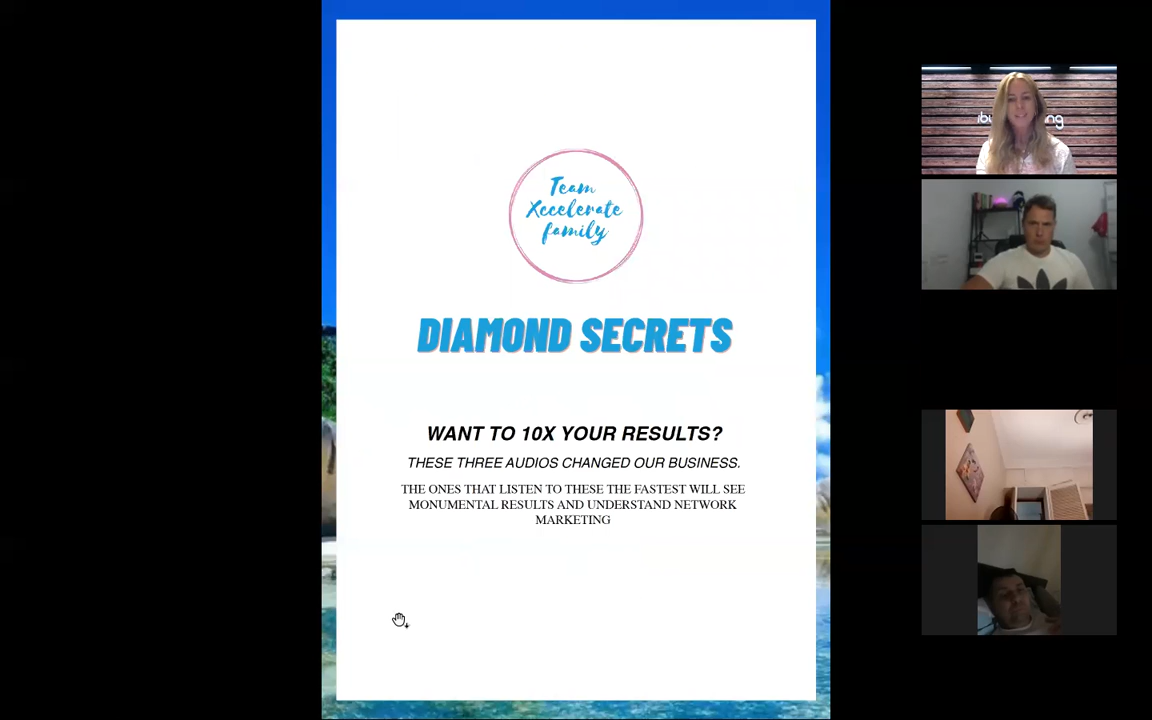 Team
Xccelerate
family
DIAMOND SECRETS
WANT TO 10X YOUR RESULTS?
THESE THREE AUDIOS CHANGED OUR BUSINESS.
THE ONES THAT LISTEN TO THESE THE FASTEST WILL SEE
MONUMENTAL RESULTS AND UNDERSTAND NETWORK
MARKETING